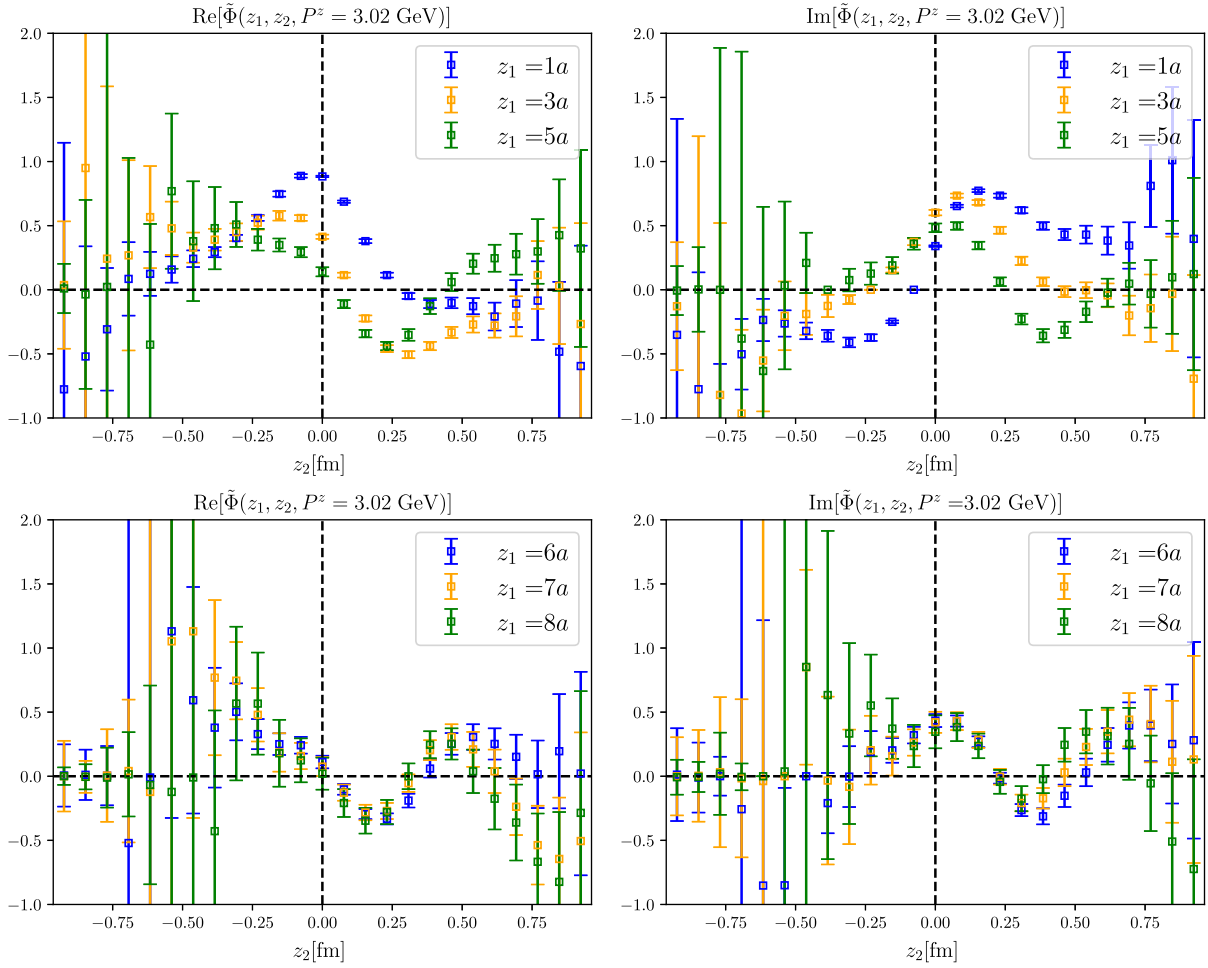 Re[Φ̃(z₁, z₂, Pᶻ = 3.02 GeV)]
2.0
1.5
1.0
0.5
0.0
−0.5
−1.0
z₁ =1a
z₁ =3a
z₁ =5a
−0.75 −0.50 −0.25 0.00 0.25 0.50 0.75
z₂[fm]
Im[Φ̃(z₁, z₂, Pᶻ = 3.02 GeV)]
2.0
1.5
1.0
0.5
0.0
−0.5
−1.0
z₁ =1a
z₁ =3a
z₁ =5a
−0.75 −0.50 −0.25 0.00 0.25 0.50 0.75
z₂[fm]
Re[Φ̃(z₁, z₂, Pᶻ = 3.02 GeV)]
2.0
1.5
1.0
0.5
0.0
−0.5
−1.0
z₁ =6a
z₁ =7a
z₁ =8a
−0.75 −0.50 −0.25 0.00 0.25 0.50 0.75
z₂[fm]
Im[Φ̃(z₁, z₂, Pᶻ =3.02 GeV)]
2.0
1.5
1.0
0.5
0.0
−0.5
−1.0
z₁ =6a
z₁ =7a
z₁ =8a
−0.75 −0.50 −0.25 0.00 0.25 0.50 0.75
z₂[fm]